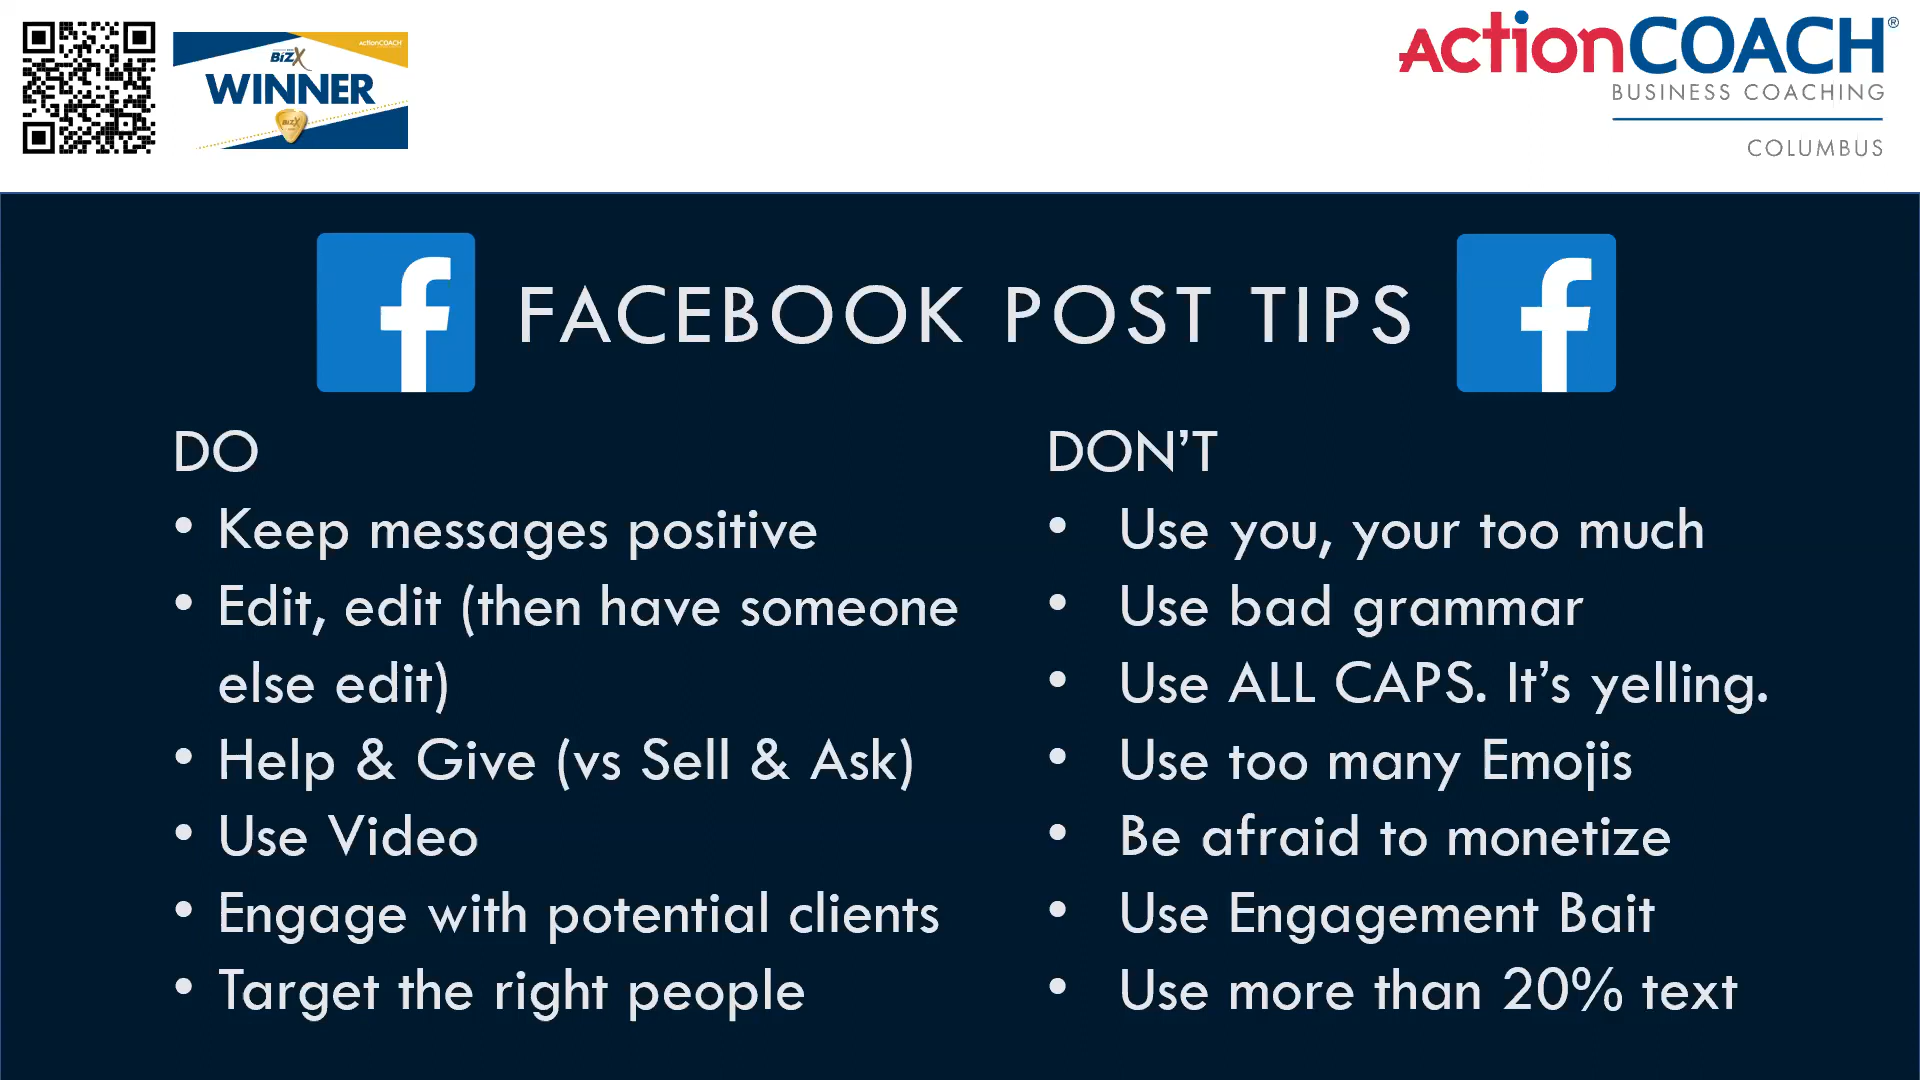 actionCOACH
BizX
WINNER
BizX
ActionCOACH®
BUSINESS COACHING
COLUMBUS
FACEBOOK POST TIPS
DO
• Keep messages positive
• Edit, edit (then have someone
else edit)
• Help & Give (vs Sell & Ask)
• Use Video
• Engage with potential clients
• Target the right people
DON’T
• Use you, your too much
• Use bad grammar
• Use ALL CAPS. It’s yelling.
• Use too many Emojis
• Be afraid to monetize
• Use Engagement Bait
• Use more than 20% text